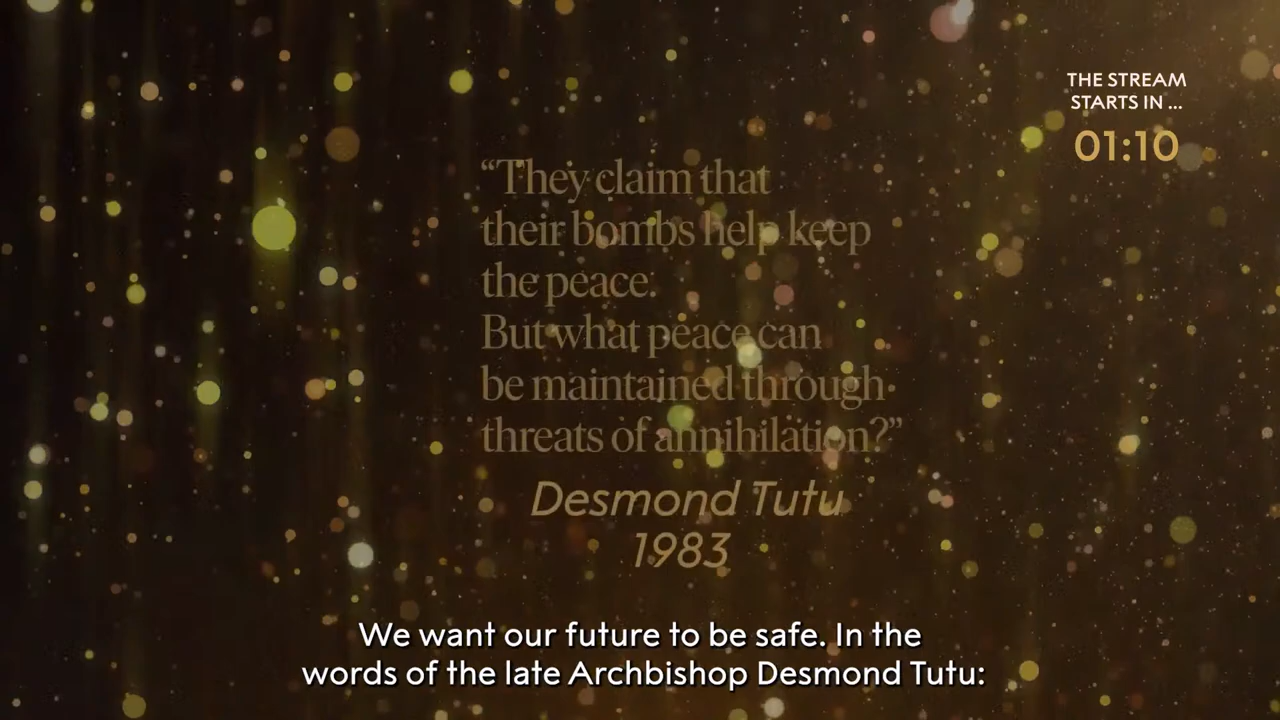 THE STREAM
STARTS IN ...
01:10
“They claim that
their bombs help keep
the peace.
But what peace can
be maintained through
threats of annihilation?”
Desmond Tutu
1983
We want our future to be safe. In the
words of the late Archbishop Desmond Tutu: